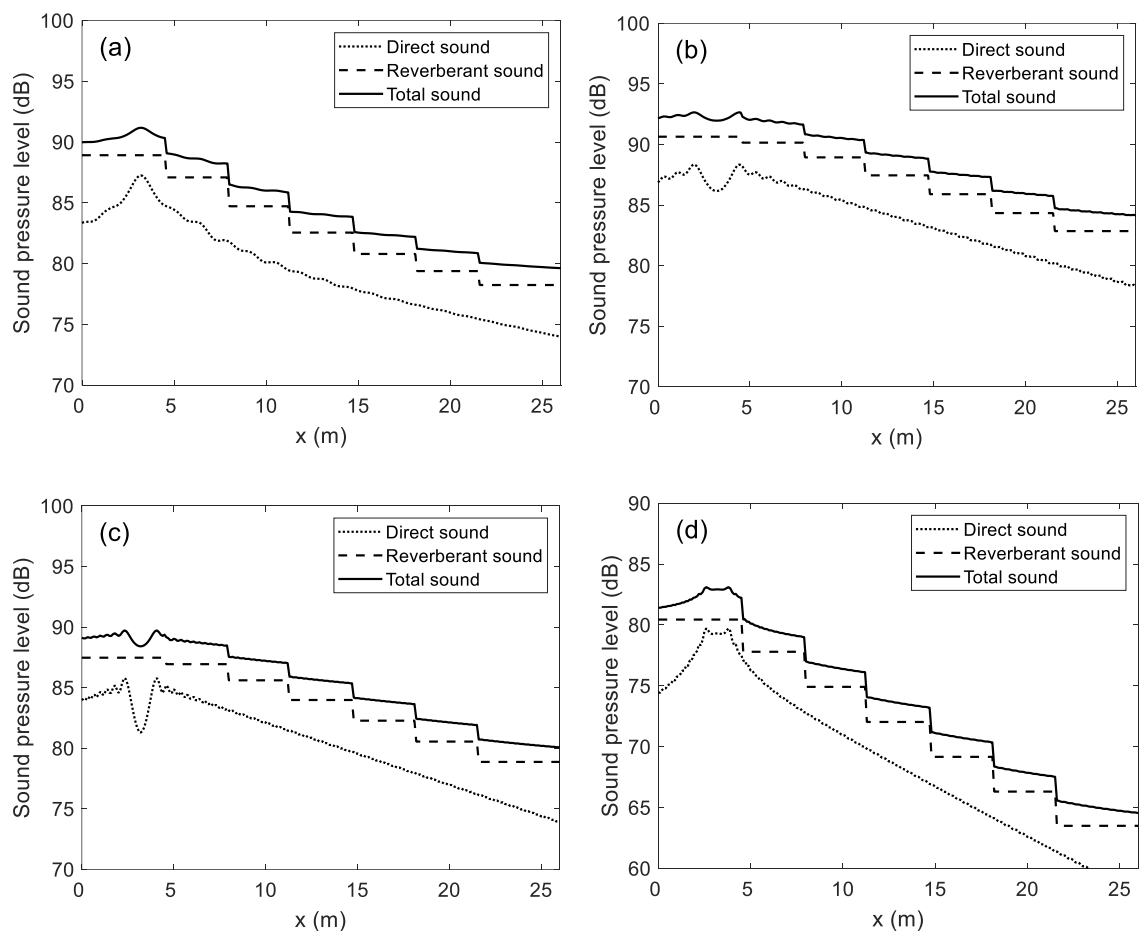 (a)
Direct sound
Reverberant sound
Total sound
100
95
90
85
80
75
70
0 5 10 15 20 25
Sound pressure level (dB)
x (m)
(b)
Direct sound
Reverberant sound
Total sound
100
95
90
85
80
75
70
0 5 10 15 20 25
Sound pressure level (dB)
x (m)
(c)
Direct sound
Reverberant sound
Total sound
100
95
90
85
80
75
70
0 5 10 15 20 25
Sound pressure level (dB)
x (m)
(d)
Direct sound
Reverberant sound
Total sound
90
85
80
75
70
65
60
0 5 10 15 20 25
Sound pressure level (dB)
x (m)